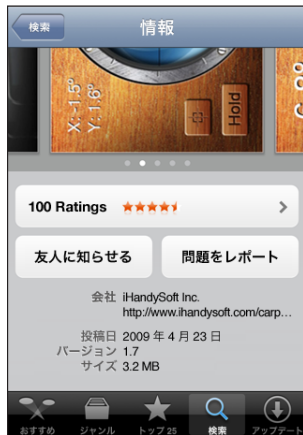 検索
情報
X: -1.5°
Y: 1.6°
Hold
100 Ratings
友人に知らせる
問題をレポート
会社 iHandySoft Inc.
http://www.ihandysoft.com/carp...
投稿日 2009 年 4 月 23 日
バージョン 1.7
サイズ 3.2 MB
おすすめ
ジャンル
トップ 25
検索
アップデート